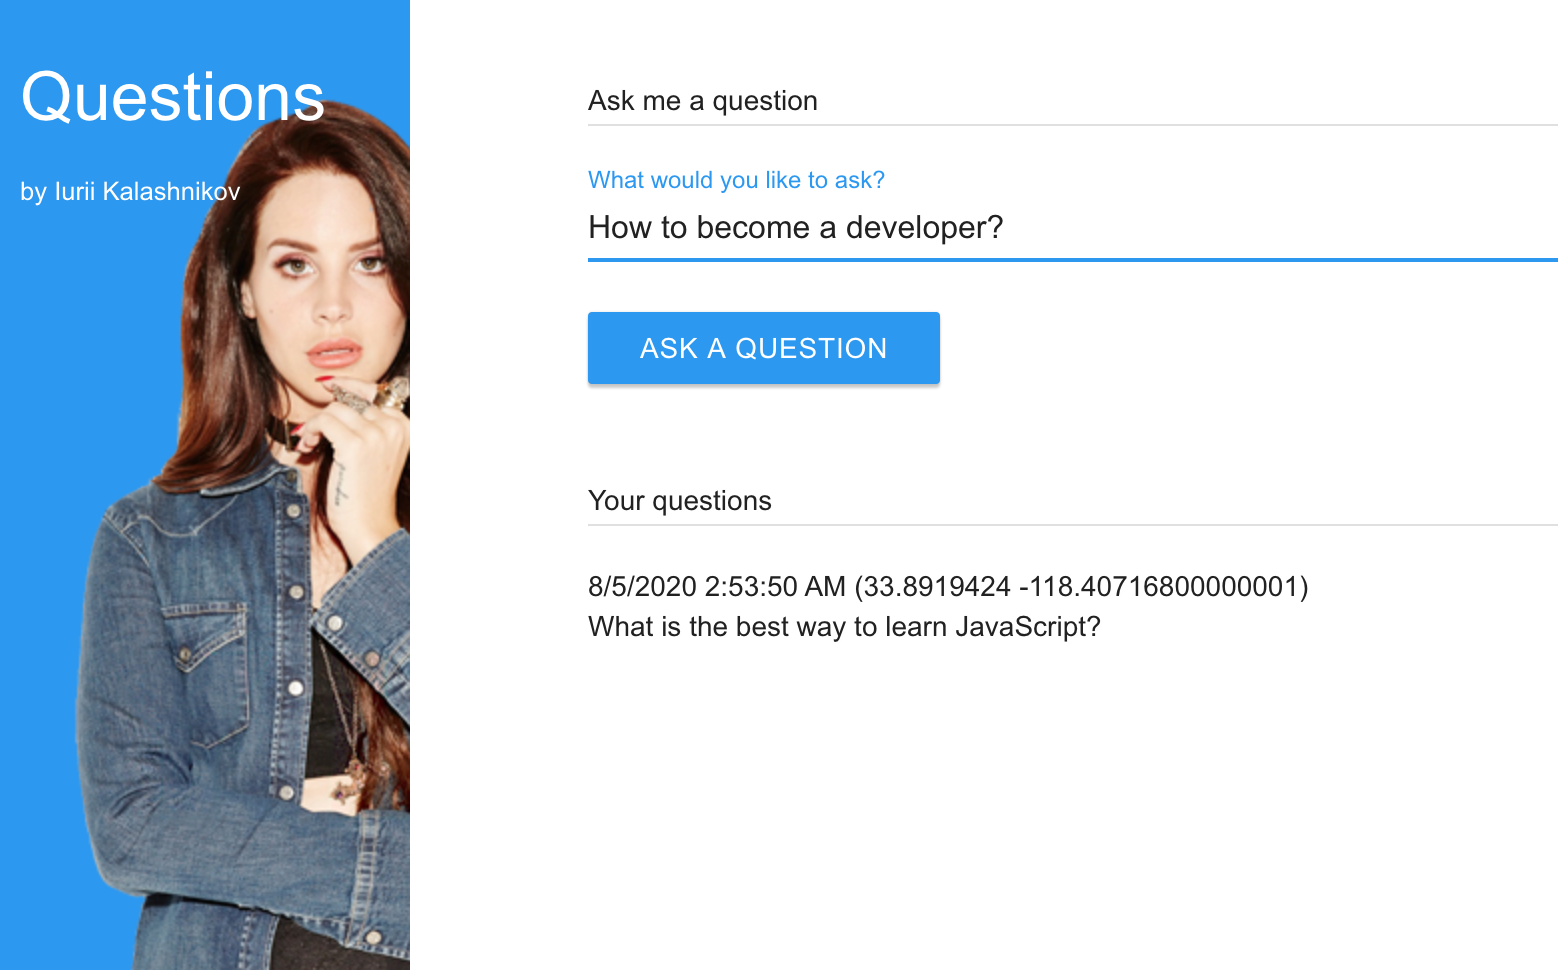 Questions
by Iurii Kalashnikov
Ask me a question
What would you like to ask?
How to become a developer?
ASK A QUESTION
Your questions
8/5/2020 2:53:50 AM (33.8919424 -118.40716800000001)
What is the best way to learn JavaScript?